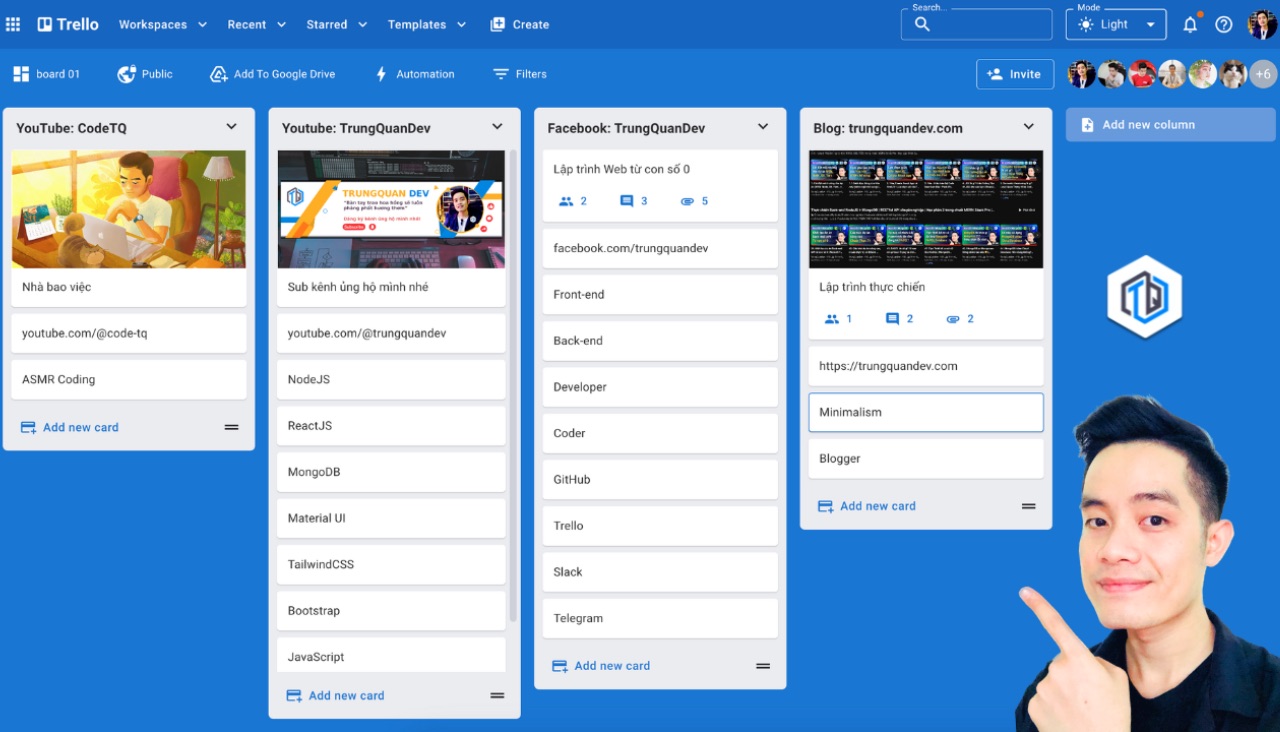 Trello
Workspaces
Recent
Starred
Templates
Create
Search...
Mode
Light
board 01
Public
Add To Google Drive
Automation
Filters
Invite
+6
YouTube: CodeTQ
Nhà bao việc
youtube.com/@code-tq
ASMR Coding
Add new card
Youtube: TrungQuanDev
TRUNGQUAN DEV
Subscribe
Sub kênh ủng hộ mình nhé
youtube.com/@trungquandev
NodeJS
ReactJS
MongoDB
Material UI
TailwindCSS
Bootstrap
JavaScript
Add new card
Facebook: TrungQuanDev
Lập trình Web từ con số 0
2 3 5
facebook.com/trungquandev
Front-end
Back-end
Developer
Coder
GitHub
Trello
Slack
Telegram
Add new card
Blog: trungquandev.com
Lập trình thực chiến
1 2 2
https://trungquandev.com
Minimalism
Blogger
Add new card
Add new column